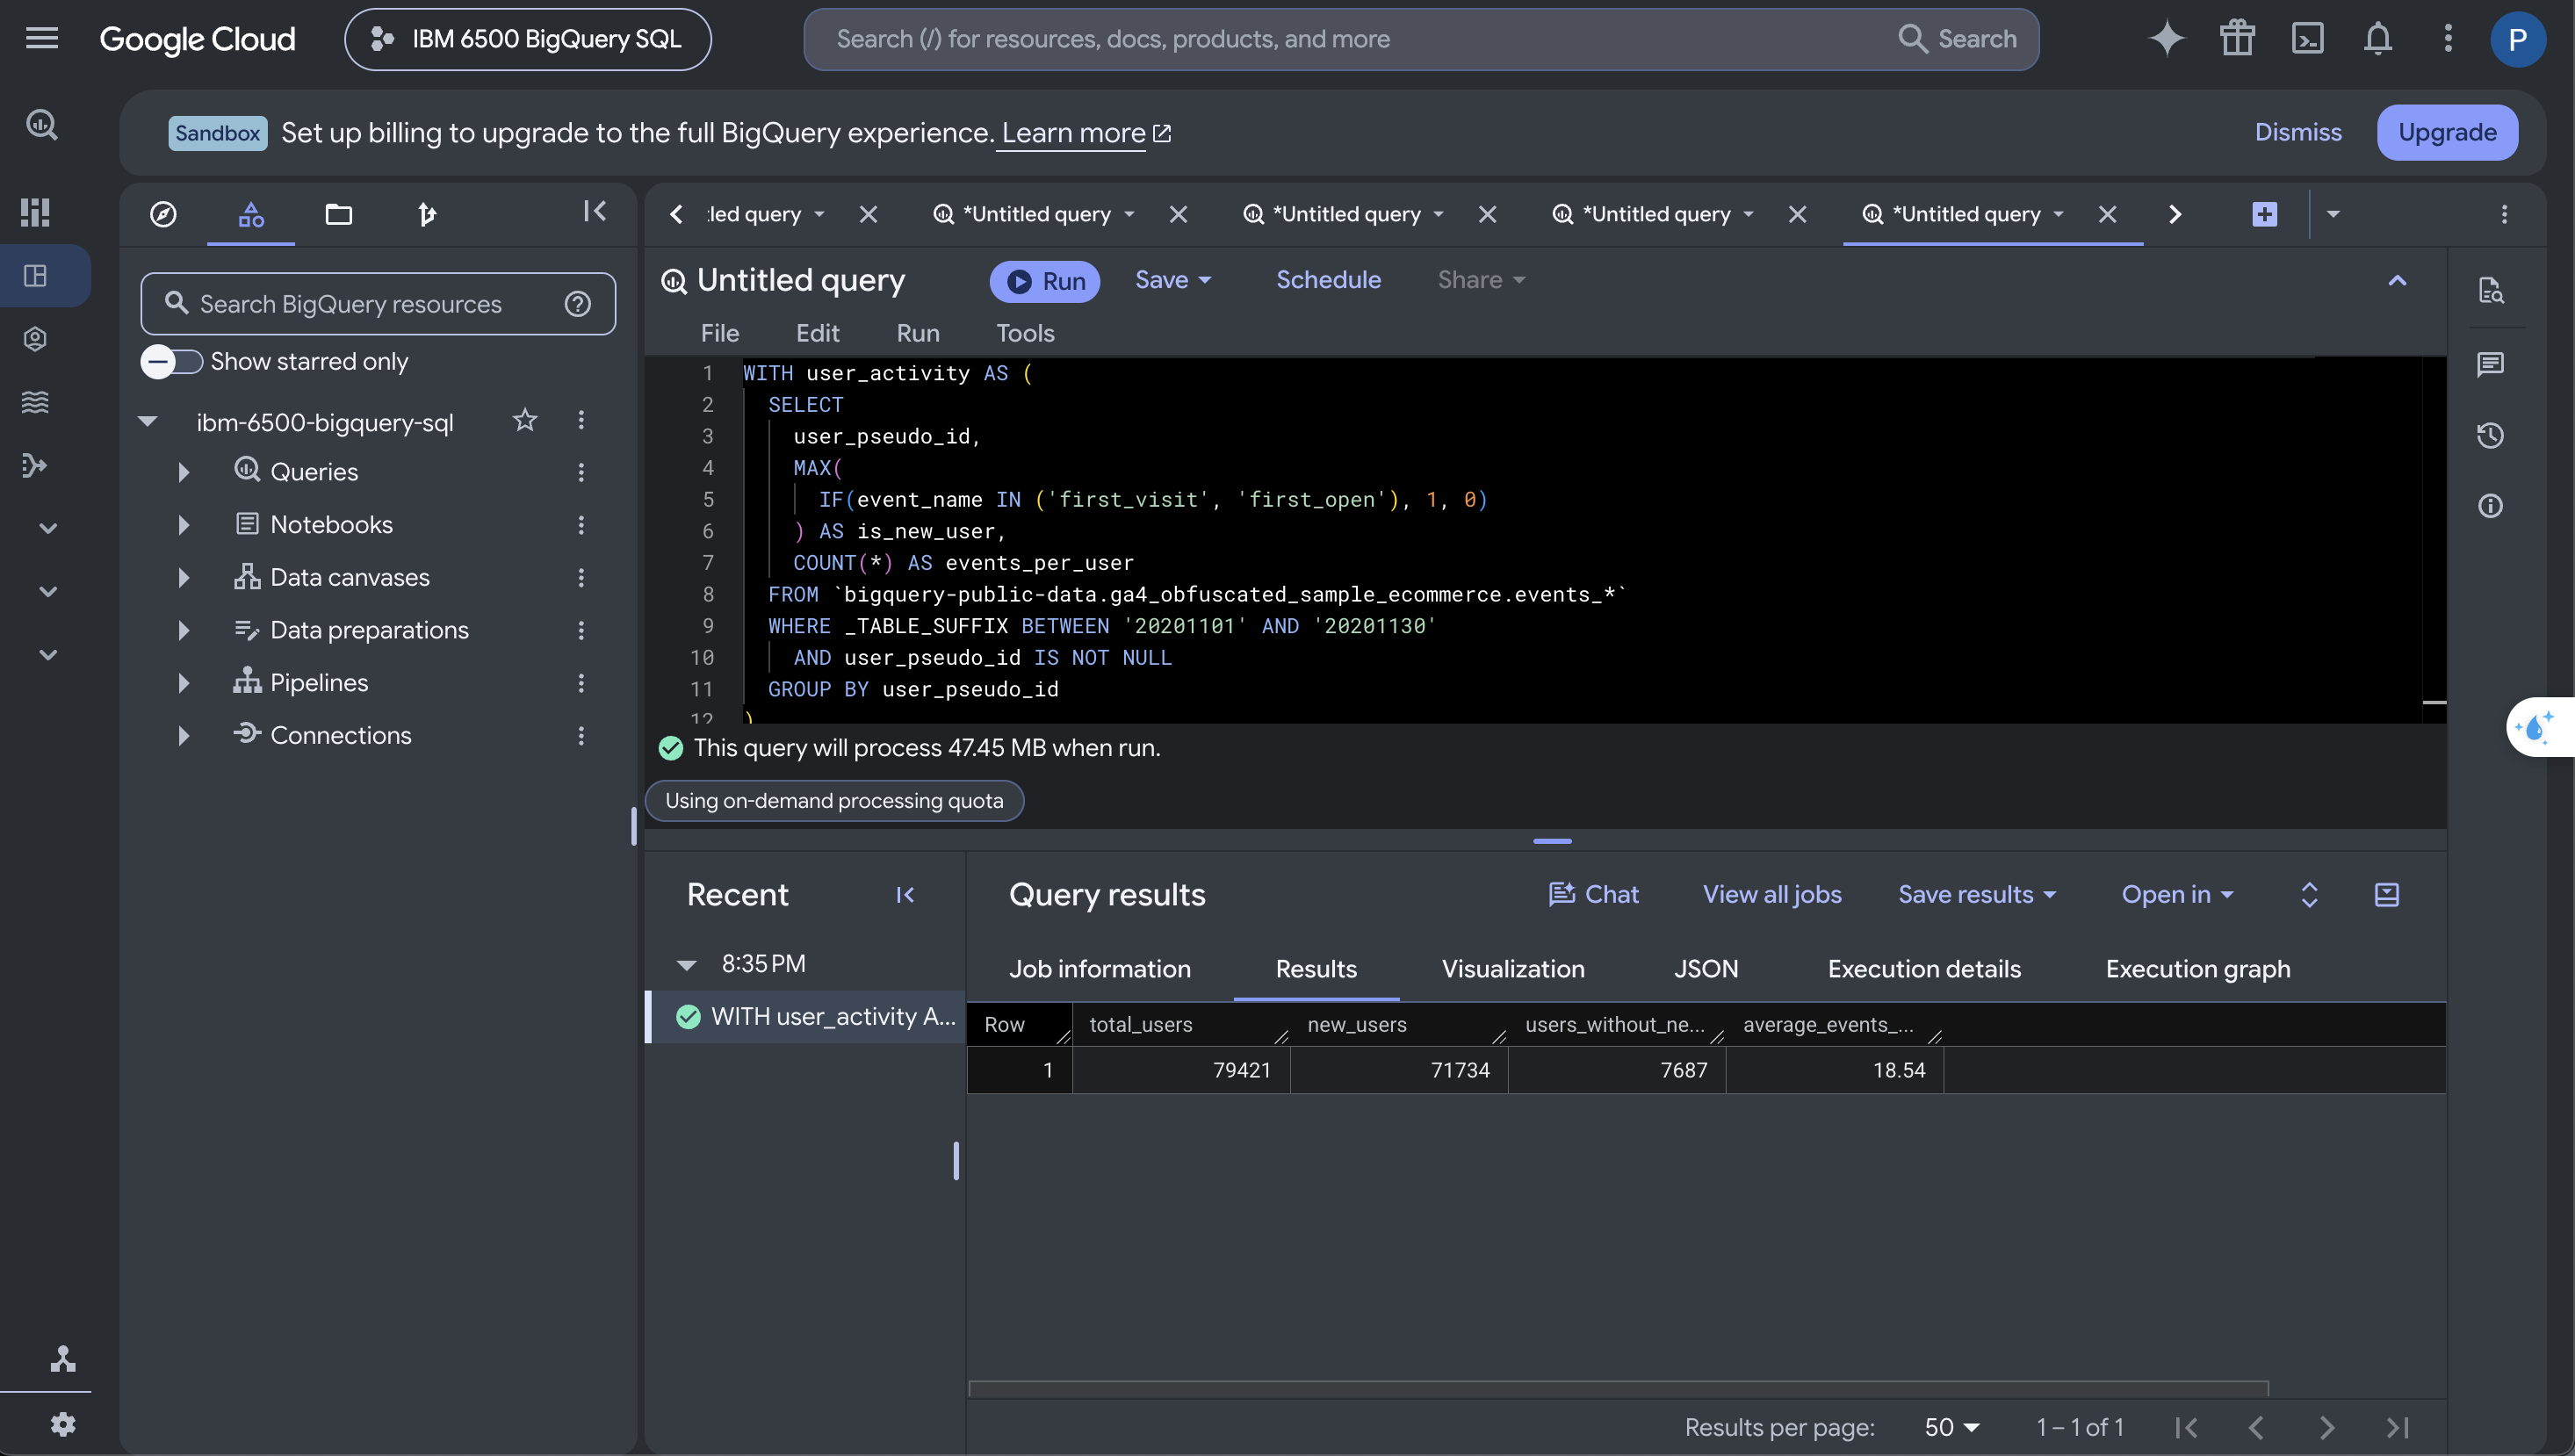 Google Cloud
IBM 6500 BigQuery SQL
Search (/) for resources, docs, products, and more
Search
P
Sandbox
Set up billing to upgrade to the full BigQuery experience. Learn more
Dismiss
Upgrade
:led query
*Untitled query
*Untitled query
*Untitled query
*Untitled query
Search BigQuery resources
Show starred only
ibm-6500-bigquery-sql
Queries
Notebooks
Data canvases
Data preparations
Pipelines
Connections
Untitled query
Run
Save
Schedule
Share
File
Edit
Run
Tools
1 WITH user_activity AS (
2 SELECT
3 user_pseudo_id,
4 MAX(
5 IF(event_name IN ('first_visit', 'first_open'), 1, 0)
6 ) AS is_new_user,
7 COUNT(*) AS events_per_user
8 FROM `bigquery-public-data.ga4_obfuscated_sample_ecommerce.events_*`
9 WHERE _TABLE_SUFFIX BETWEEN '20201101' AND '20201130'
10 AND user_pseudo_id IS NOT NULL
11 GROUP BY user_pseudo_id
12 )
This query will process 47.45 MB when run.
Using on-demand processing quota
Recent
8:35 PM
WITH user_activity A...
Query results
Chat
View all jobs
Save results
Open in
Job information
Results
Visualization
JSON
Execution details
Execution graph
Row total_users new_users users_without_ne... average_events_...
1 79421 71734 7687 18.54
Results per page: 50 1 – 1 of 1